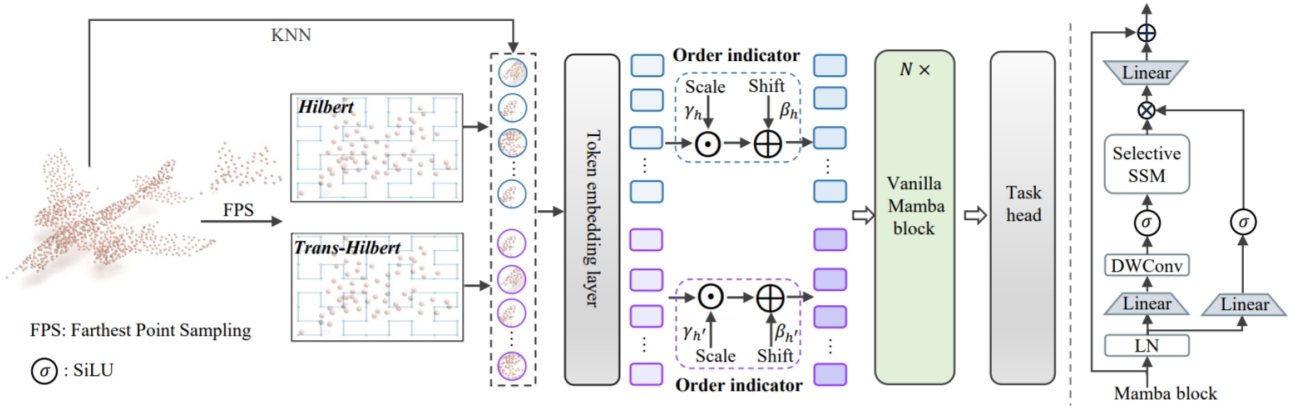 KNN
Hilbert
FPS
Trans-Hilbert
FPS: Farthest Point Sampling
σ : SiLU
Token embedding layer
Order indicator
Scale
Shift
γh
βh
γh'
βh'
Scale
Shift
Order indicator
N ×
Vanilla
Mamba
block
Task
head
Linear
Selective
SSM
σ
σ
DWConv
Linear
Linear
LN
Mamba block